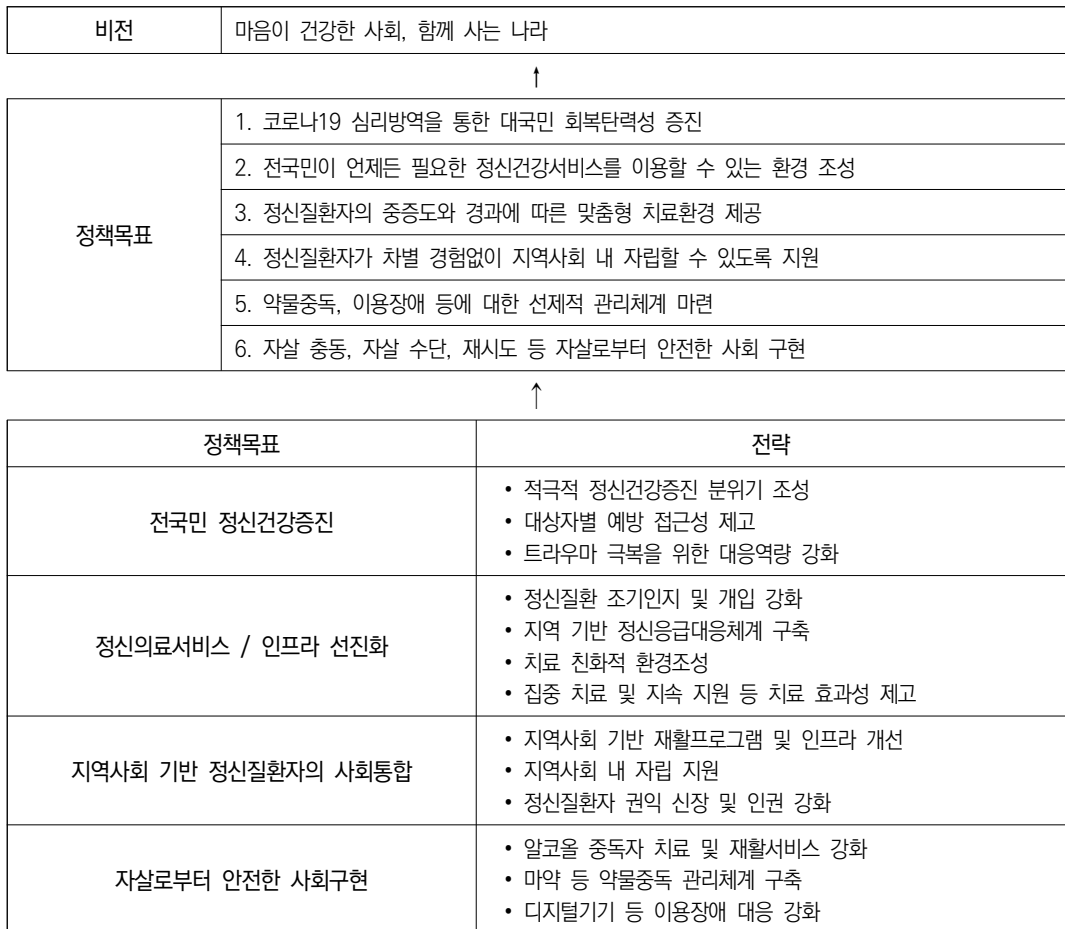 비전
마음이 건강한 사회, 함께 사는 나라
↑
정책목표
1. 코로나19 심리방역을 통한 대국민 회복탄력성 증진
2. 전국민이 언제든 필요한 정신건강서비스를 이용할 수 있는 환경 조성
3. 정신질환자의 중증도와 경과에 따른 맞춤형 치료환경 제공
4. 정신질환자가 차별 경험없이 지역사회 내 자립할 수 있도록 지원
5. 약물중독, 이용장애 등에 대한 선제적 관리체계 마련
6. 자살 충동, 자살 수단, 재시도 등 자살로부터 안전한 사회 구현
↑
정책목표
전략
전국민 정신건강증진
• 적극적 정신건강증진 분위기 조성
• 대상자별 예방 접근성 제고
• 트라우마 극복을 위한 대응역량 강화
정신의료서비스 / 인프라 선진화
• 정신질환 조기인지 및 개입 강화
• 지역 기반 정신응급대응체계 구축
• 치료 친화적 환경조성
• 집중 치료 및 지속 지원 등 치료 효과성 제고
지역사회 기반 정신질환자의 사회통합
• 지역사회 기반 재활프로그램 및 인프라 개선
• 지역사회 내 자립 지원
• 정신질환자 권익 신장 및 인권 강화
자살로부터 안전한 사회구현
• 알코올 중독자 치료 및 재활서비스 강화
• 마약 등 약물중독 관리체계 구축
• 디지털기기 등 이용장애 대응 강화